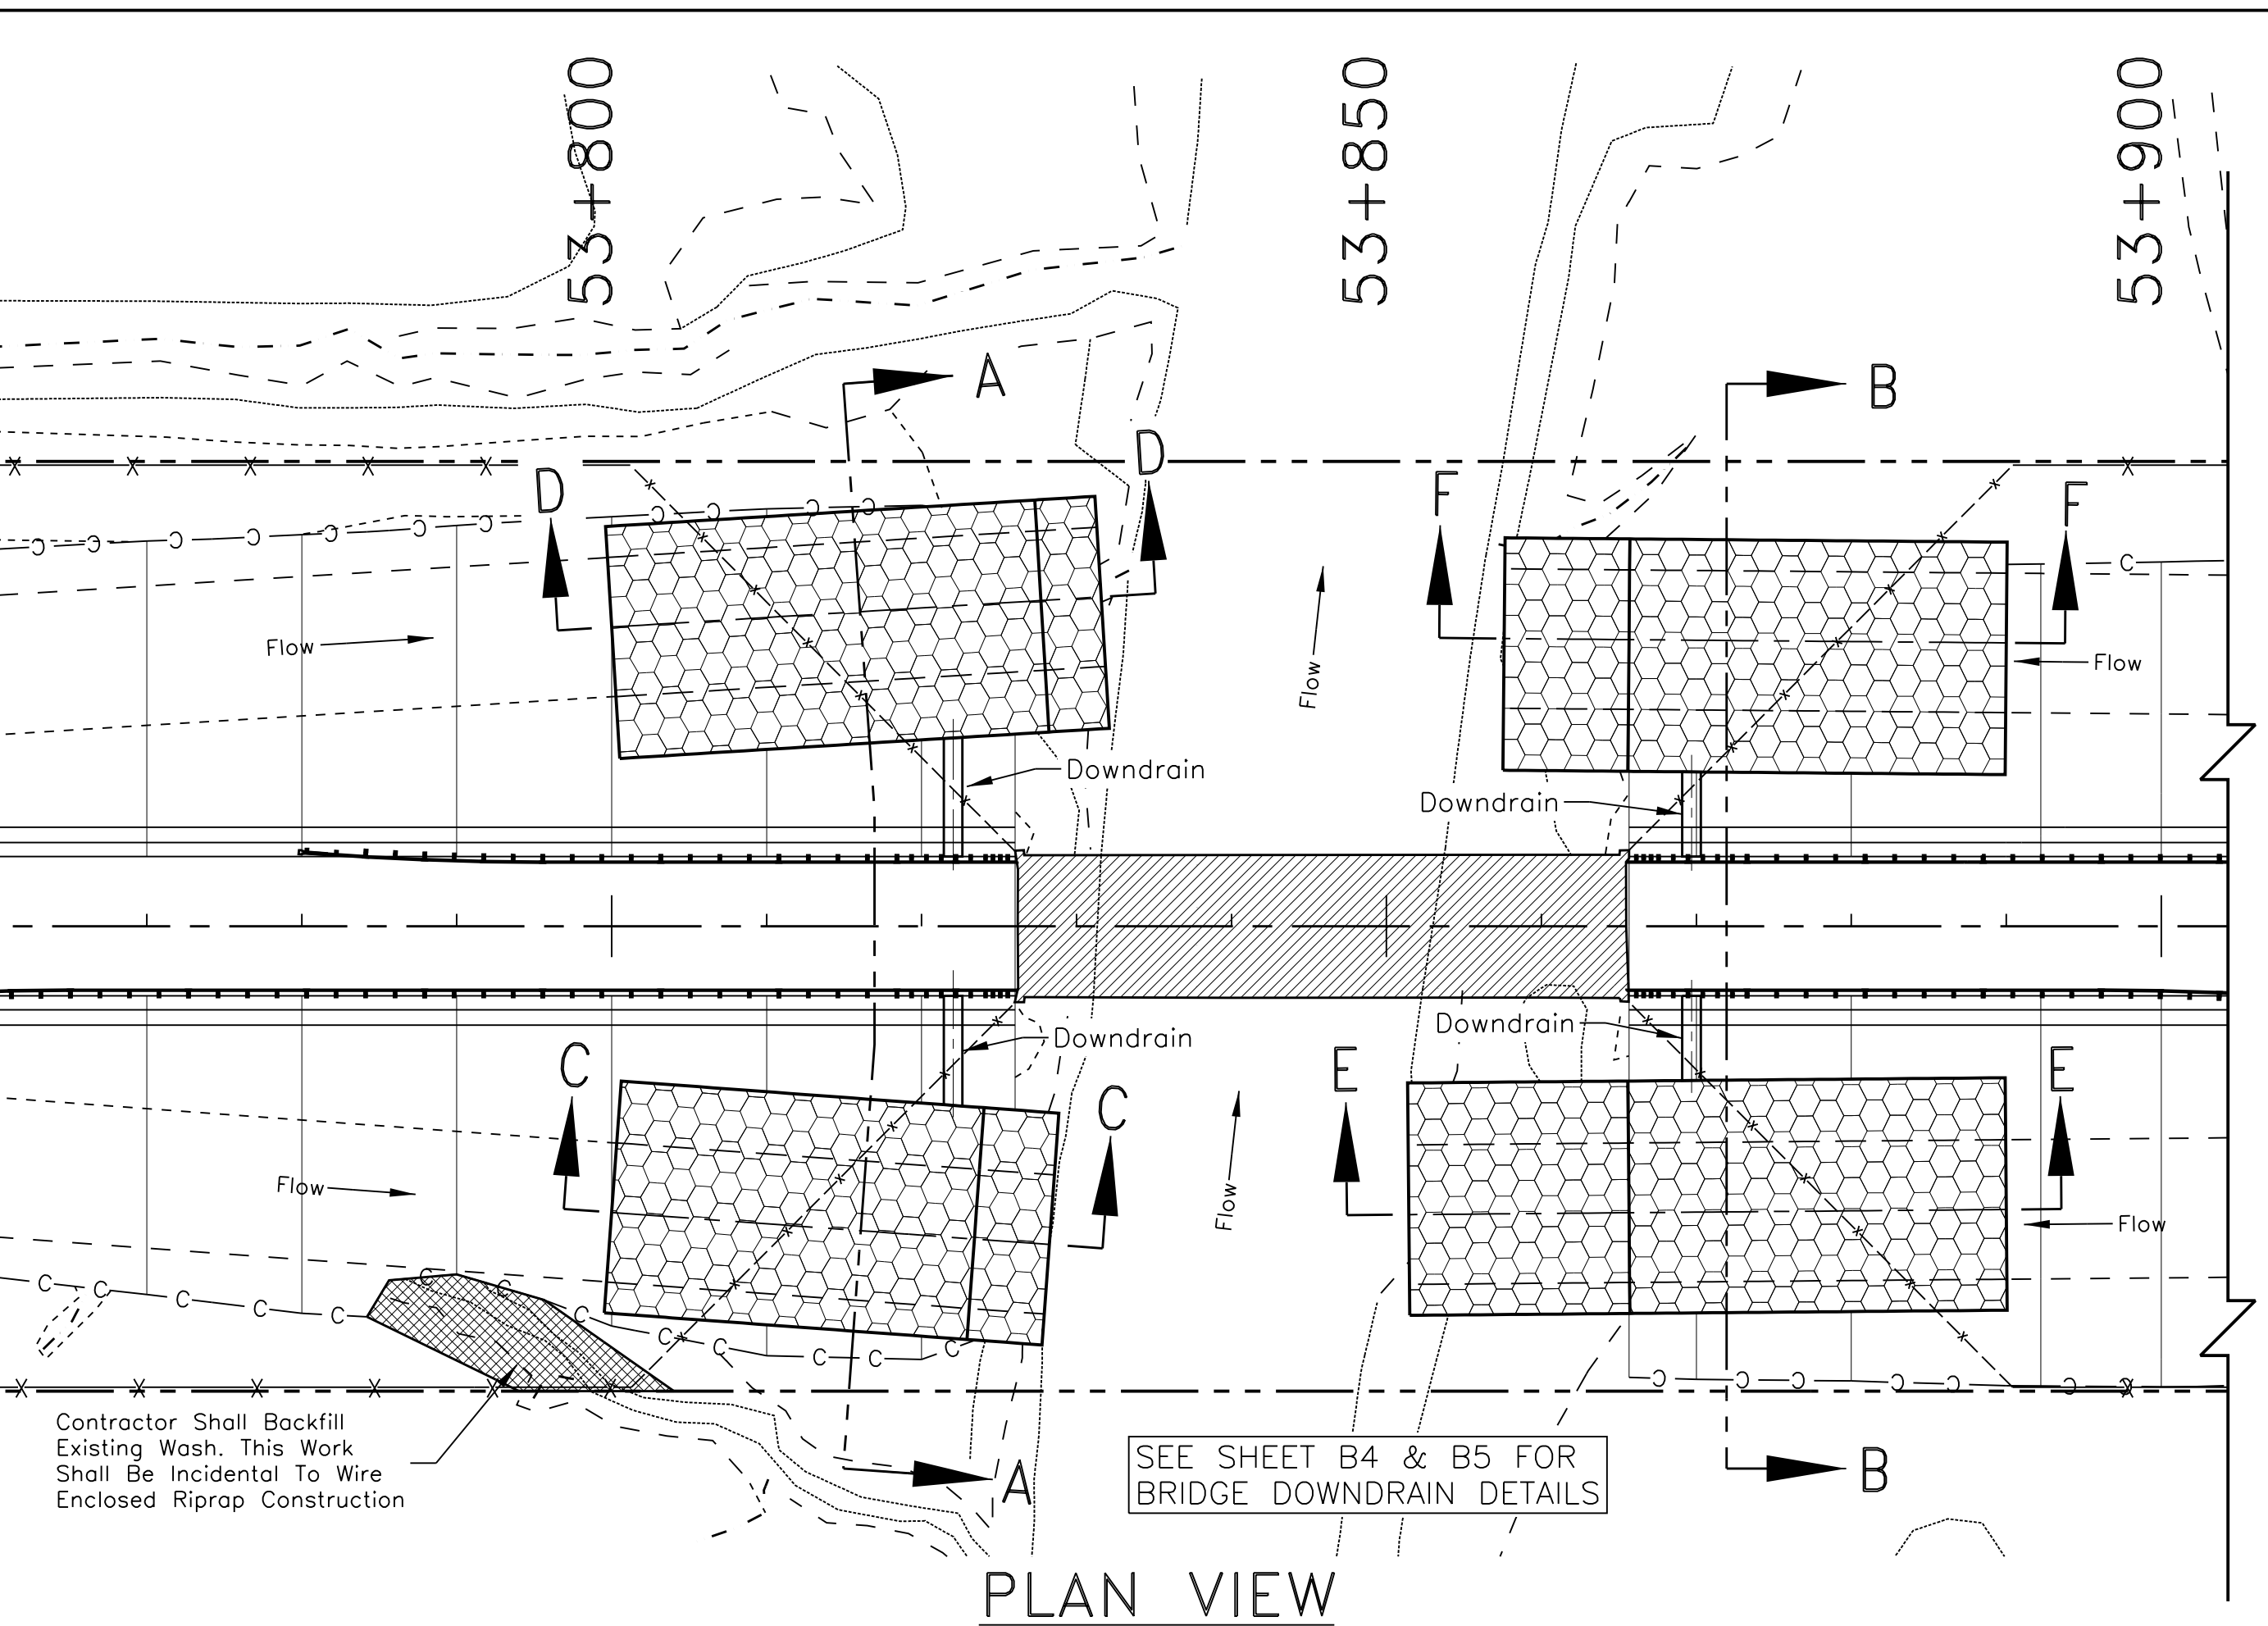 53+800
53+850
53+900
A
B
D
D
F
F
Flow
Flow
Flow
Downdrain
Downdrain
Downdrain
Downdrain
C
C
E
E
Flow
Flow
Flow
A
B
Contractor Shall Backfill
Existing Wash. This Work
Shall Be Incidental To Wire
Enclosed Riprap Construction
SEE SHEET B4 & B5 FOR
BRIDGE DOWNDRAIN DETAILS
PLAN VIEW